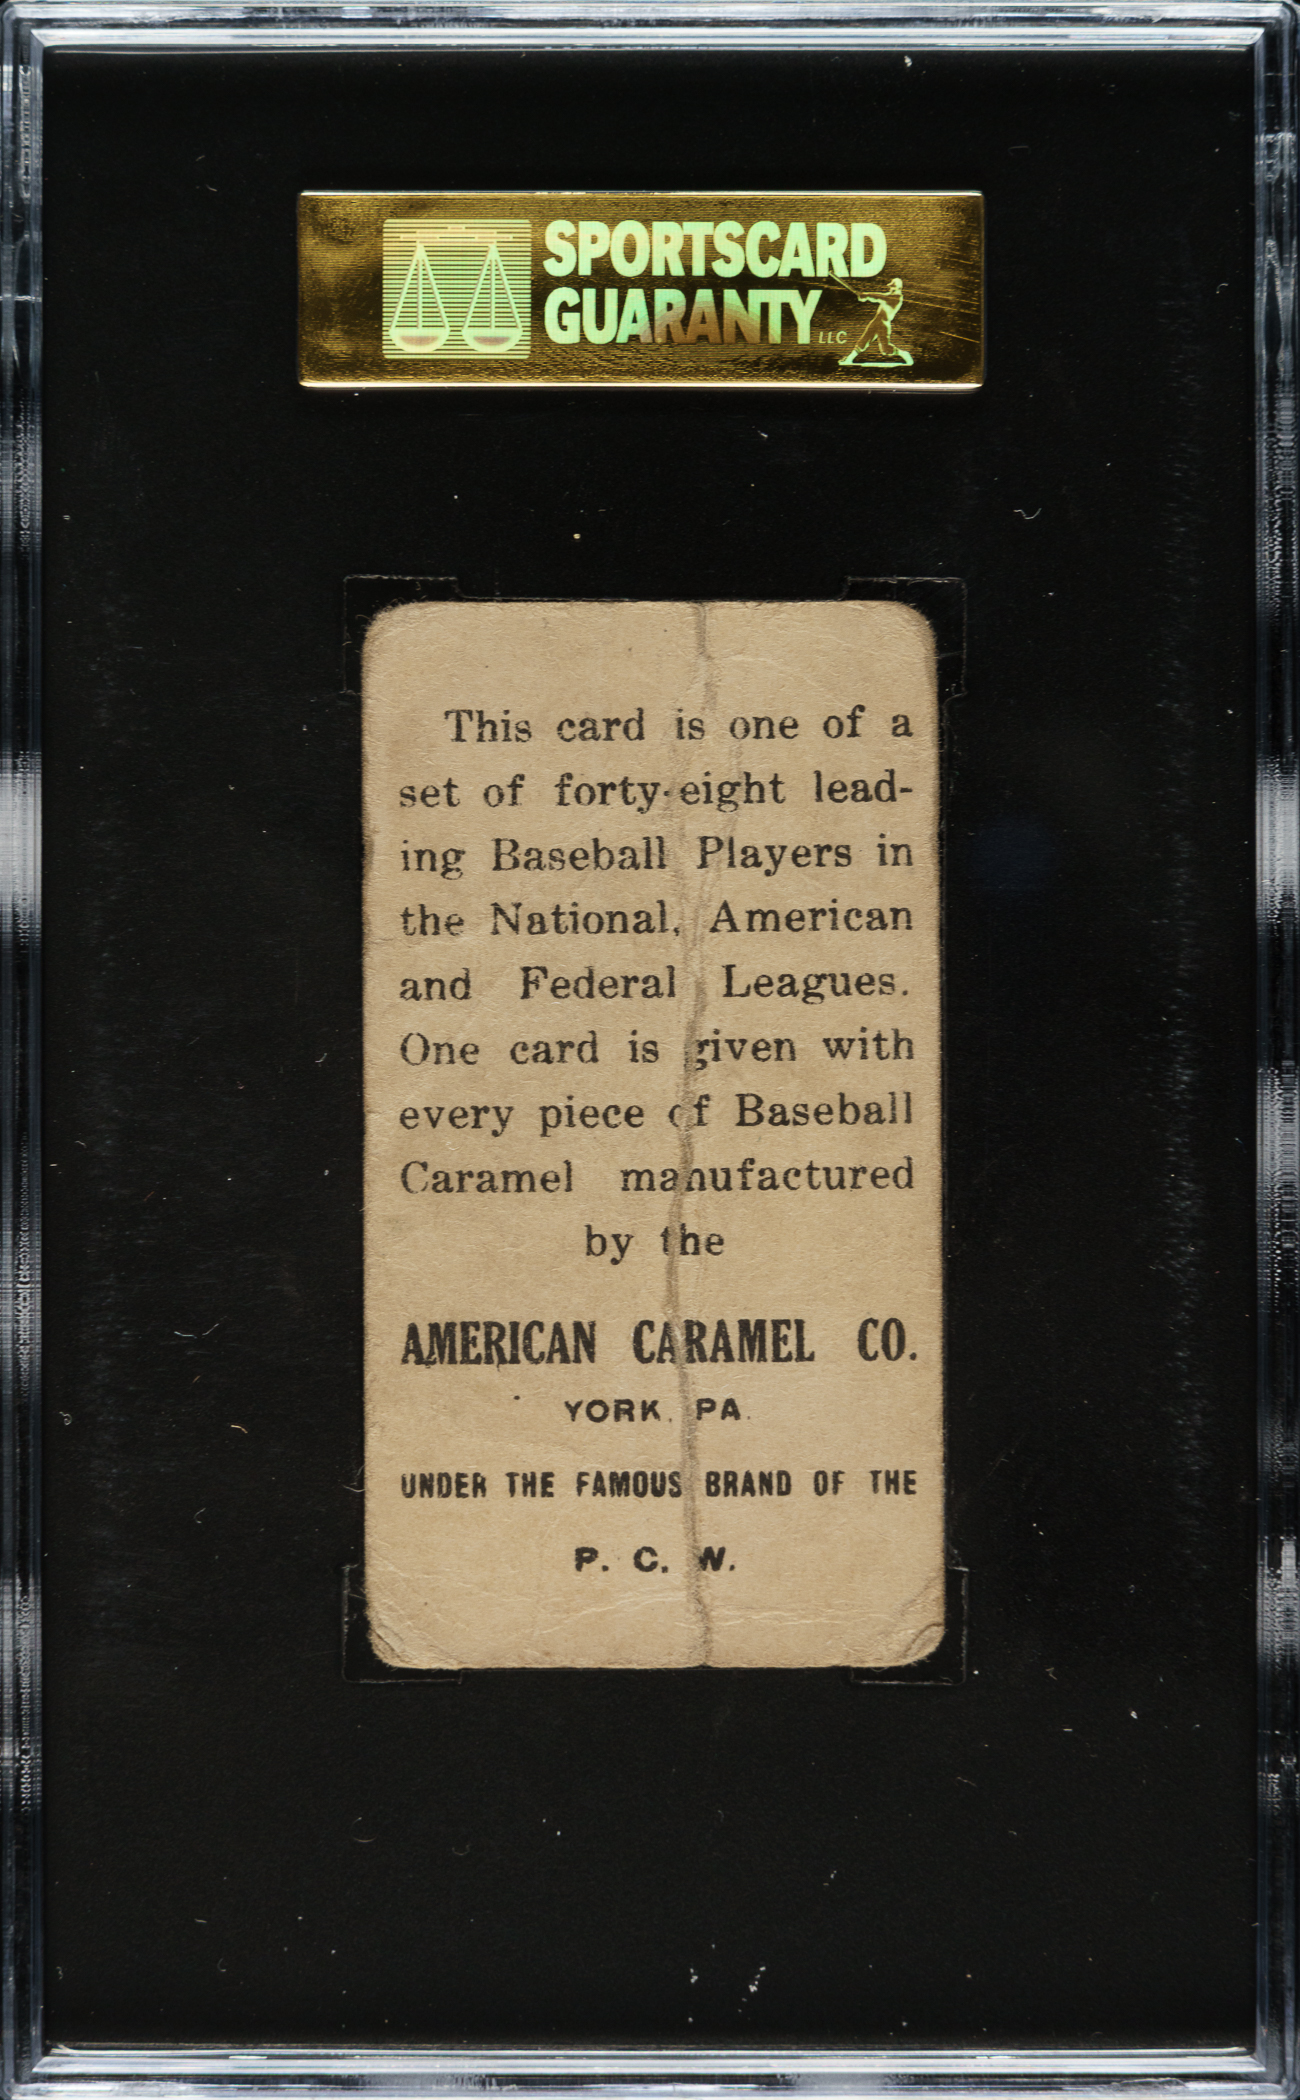 SPORTSCARD
GUARANTY LLC
This card is one of a
set of forty-eight lead-
ing Baseball Players in
the National, American
and Federal Leagues.
One card is given with
every piece of Baseball
Caramel manufactured
by the
AMERICAN CARAMEL CO.
YORK, PA.
UNDER THE FAMOUS BRAND OF THE
P. C. W.